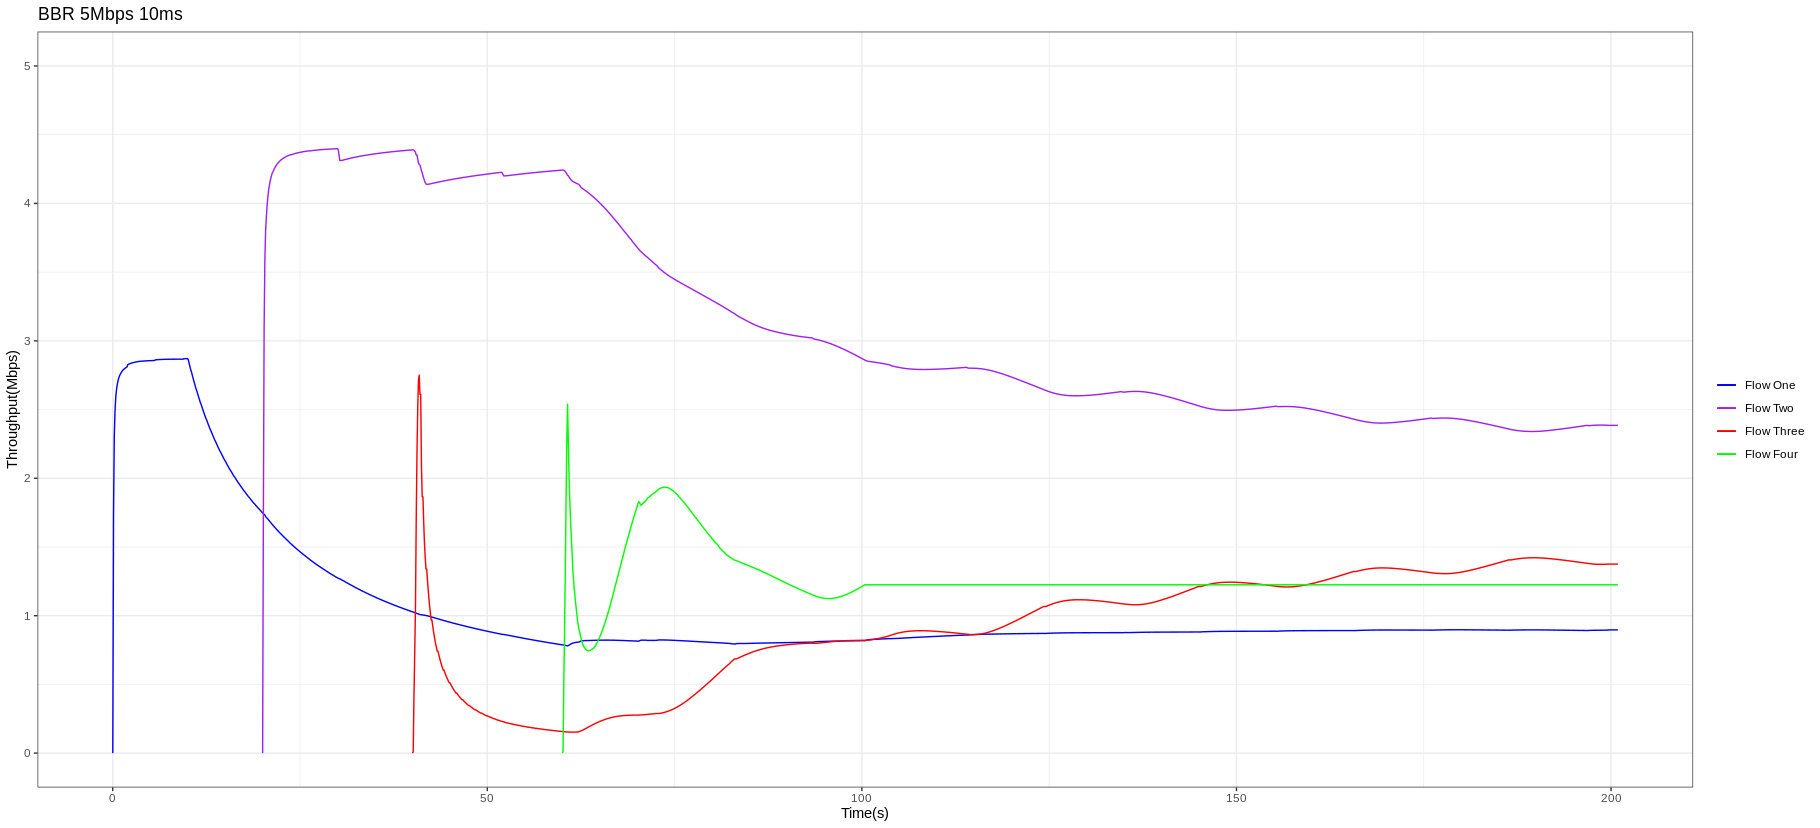 BBR 5Mbps 10ms
Throughput(Mbps)
5
4
3
2
1
0
0 50 100 150 200
Time(s)
Flow One
Flow Two
Flow Three
Flow Four